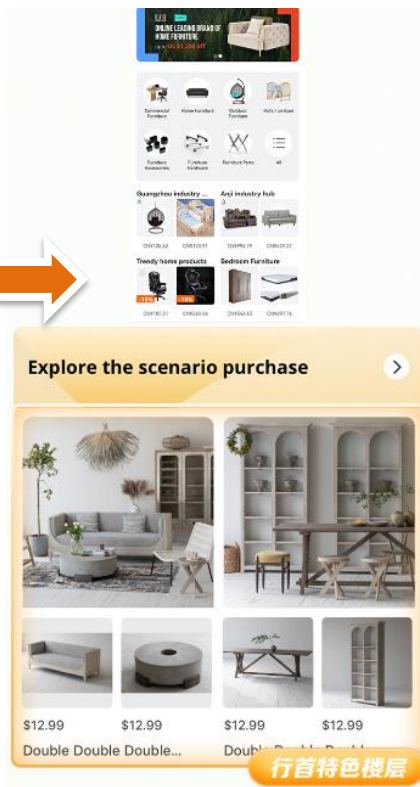 ONLINE LEADING BRAND OF
HOME FURNITURE
Commercial Furniture
Home Furniture
Outdoor Furniture
Kid's Furniture
Furniture Accessories
Furniture Hardware
Furniture Parts
All
Guangzhou industry ...
Anji industry hub
Trendy home products
Bedroom Furniture
-10%
-10%
Explore the scenario purchase
$12.99
$12.99
$12.99
$12.99
Double Double Double...
行首特色楼层